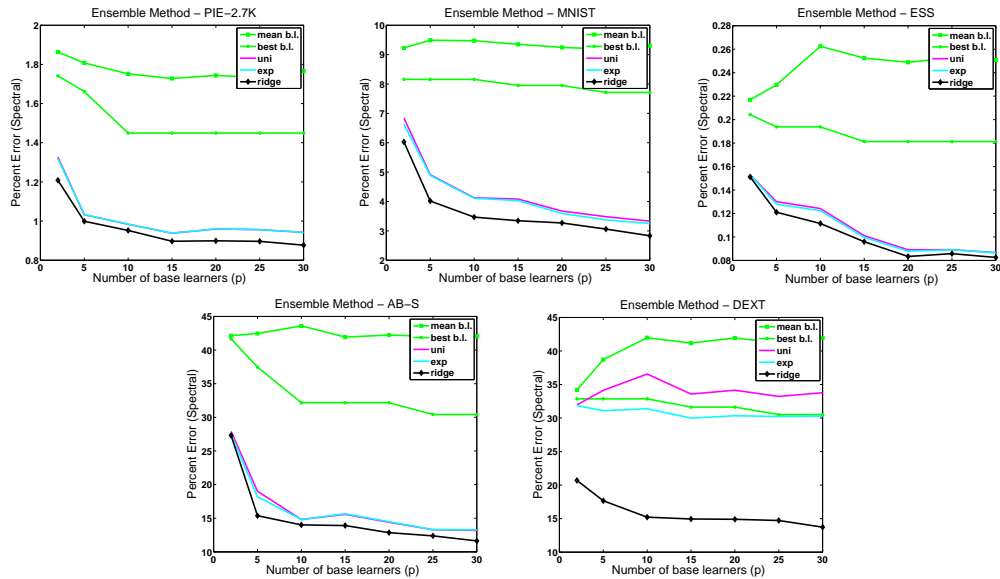 Ensemble Method − PIE−2.7K
Percent Error (Spectral)
2
1.8
1.6
1.4
1.2
1
0.8
0 5 10 15 20 25 30
Number of base learners (p)
mean b.l.
best b.l.
uni
exp
ridge
Ensemble Method − MNIST
Percent Error (Spectral)
10
9
8
7
6
5
4
3
2
0 5 10 15 20 25 30
Number of base learners (p)
mean b.l.
best b.l.
uni
exp
ridge
Ensemble Method − ESS
Percent Error (Spectral)
0.28
0.26
0.24
0.22
0.2
0.18
0.16
0.14
0.12
0.1
0.08
0 5 10 15 20 25 30
Number of base learners (p)
mean b.l.
best b.l.
uni
exp
ridge
Ensemble Method − AB−S
Percent Error (Spectral)
45
40
35
30
25
20
15
10
0 5 10 15 20 25 30
Number of base learners (p)
mean b.l.
best b.l.
uni
exp
ridge
Ensemble Method − DEXT
Percent Error (Spectral)
45
40
35
30
25
20
15
10
0 5 10 15 20 25 30
Number of base learners (p)
mean b.l.
best b.l.
uni
exp
ridge